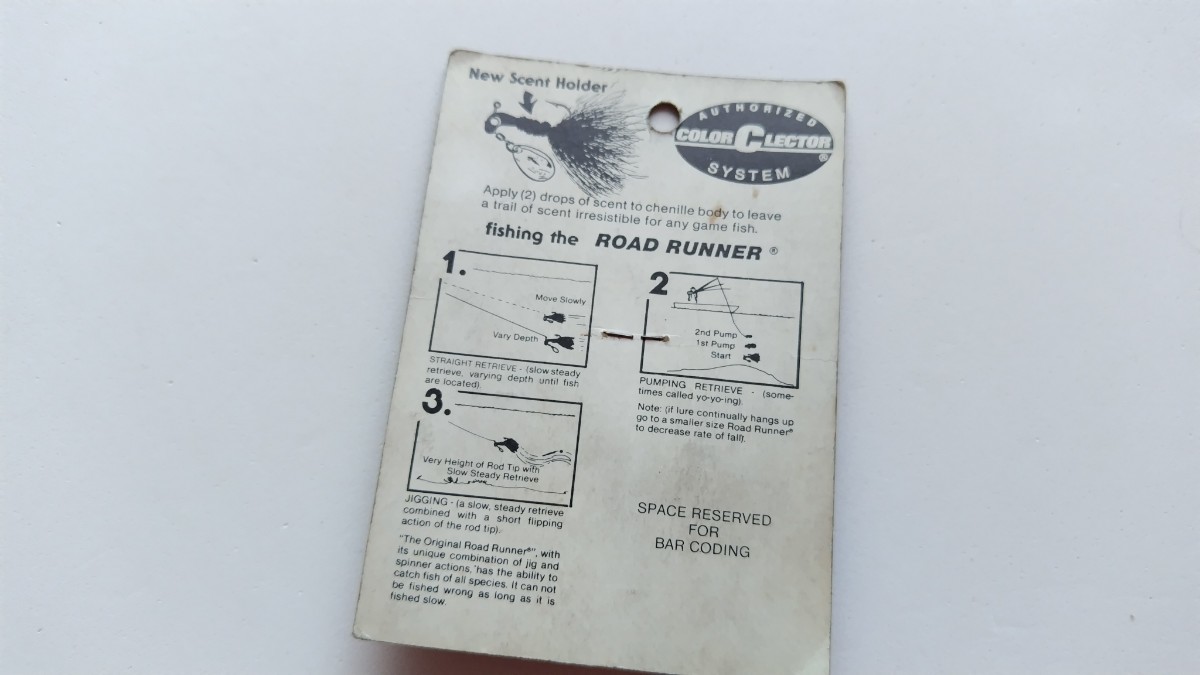 New Scent Holder
AUTHORIZED
COLOR C LECTOR
®
SYSTEM
Apply (2) drops of scent to chenille body to leave
a trail of scent irresistible for any game fish.
fishing the ROAD RUNNER ®
1.
Move Slowly
Vary Depth
STRAIGHT RETRIEVE - (slow steady
retrieve, varying depth until fish
are located).
2
2nd Pump
1st Pump
Start
PUMPING RETRIEVE - (some-
times called yo-yo-ing).
Note: (if lure continually hangs up
go to a smaller size Road Runner®
to decrease rate of fall).
3.
Very Height of Rod Tip with
Slow Steady Retrieve
JIGGING - (a slow, steady retrieve
combined with a short flipping
action of the rod tip).
"The Original Road Runner®", with
its unique combination of jig and
spinner actions, has the ability to
catch fish of all species. It can not
be fished wrong as long as it is
fished slow.
SPACE RESERVED
FOR
BAR CODING